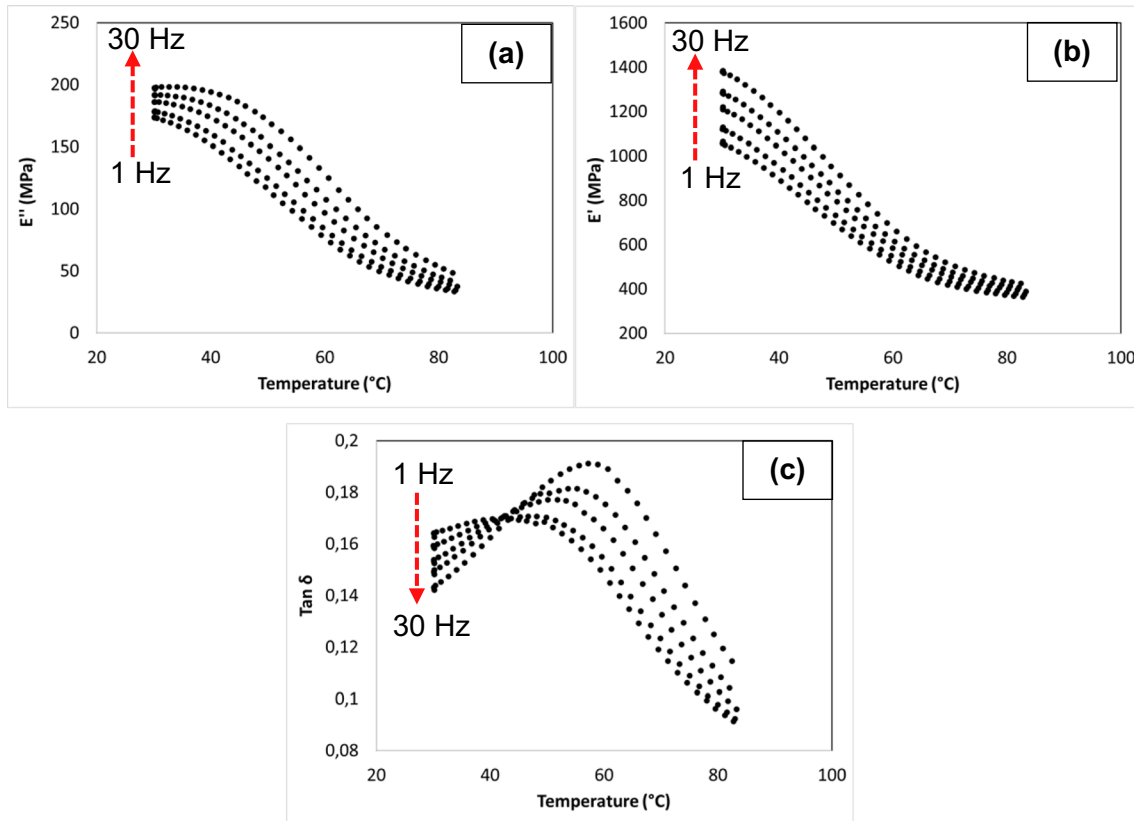 250
200
150
100
50
0
E'' (MPa)
30 Hz
1 Hz
(a)
20 40 60 80 100
Temperature (°C)
1600
1400
1200
1000
800
600
400
200
E' (MPa)
30 Hz
1 Hz
(b)
20 40 60 80 100
Temperature (°C)
0,2
0,18
0,16
0,14
0,12
0,1
0,08
Tan δ
1 Hz
30 Hz
(c)
20 40 60 80 100
Temperature (°C)